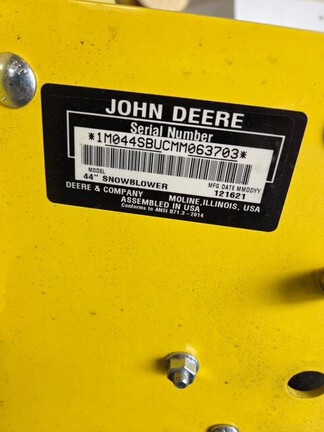 JOHN DEERE
Serial Number
*1M044SBUCMM063703*
MODEL MFG DATE MMDDYY
44" SNOWBLOWER 121621
DEERE & COMPANY MOLINE, ILLINOIS, USA
ASSEMBLED IN USA
Conforms to ANSI B71.3-2014